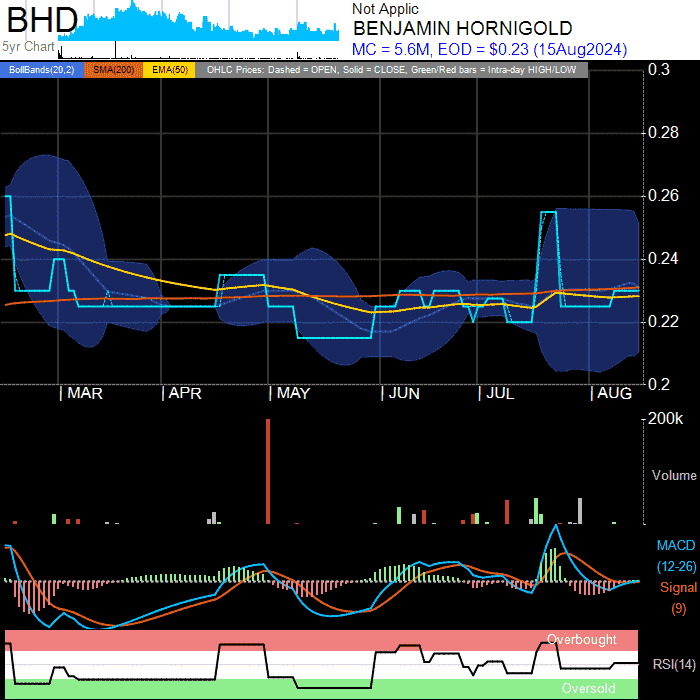 BHD
5yr Chart
Not Applic
BENJAMIN HORNIGOLD
MC = 5.6M, EOD = $0.23 (15Aug2024)
BollBands(20,2) SMA(200) EMA(50) OHLC Prices: Dashed = OPEN, Solid = CLOSE, Green/Red bars = Intra-day HIGH/LOW
0.3
0.28
0.26
0.24
0.22
0.2
| MAR | APR | MAY | JUN | JUL | AUG
200k
Volume
MACD
(12-26)
Signal
(9)
Overbought
RSI(14)
Oversold